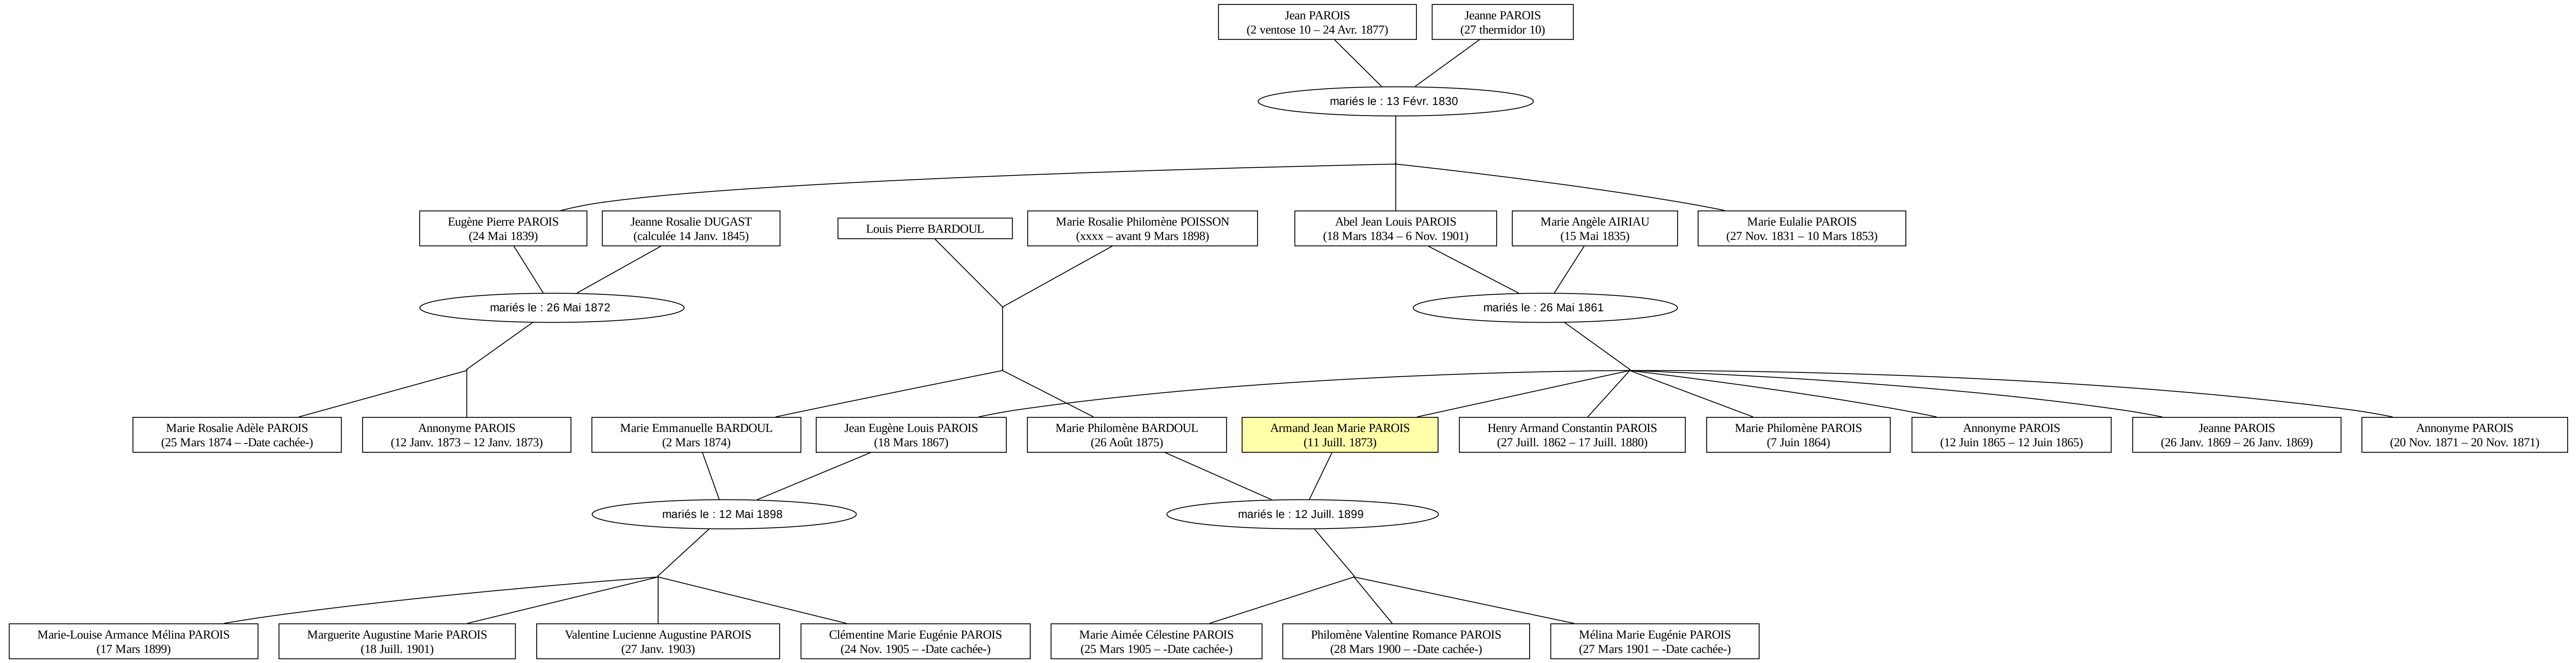 Jean PAROIS
(2 ventose 10 – 24 Avr. 1877)
Jeanne PAROIS
(27 thermidor 10)
mariés le : 13 Févr. 1830
Eugène Pierre PAROIS
(24 Mai 1839)
Jeanne Rosalie DUGAST
(calculée 14 Janv. 1845)
Louis Pierre BARDOUL
Marie Rosalie Philomène POISSON
(xxxx – avant 9 Mars 1898)
Abel Jean Louis PAROIS
(18 Mars 1834 – 6 Nov. 1901)
Marie Angèle AIRIAU
(15 Mai 1835)
Marie Eulalie PAROIS
(27 Nov. 1831 – 10 Mars 1853)
mariés le : 26 Mai 1872
mariés le : 26 Mai 1861
Marie Rosalie Adèle PAROIS
(25 Mars 1874 – -Date cachée-)
Annonyme PAROIS
(12 Janv. 1873 – 12 Janv. 1873)
Marie Emmanuelle BARDOUL
(2 Mars 1874)
Jean Eugène Louis PAROIS
(18 Mars 1867)
Marie Philomène BARDOUL
(26 Août 1875)
Armand Jean Marie PAROIS
(11 Juill. 1873)
Henry Armand Constantin PAROIS
(27 Juill. 1862 – 17 Juill. 1880)
Marie Philomène PAROIS
(7 Juin 1864)
Annonyme PAROIS
(12 Juin 1865 – 12 Juin 1865)
Jeanne PAROIS
(26 Janv. 1869 – 26 Janv. 1869)
Annonyme PAROIS
(20 Nov. 1871 – 20 Nov. 1871)
mariés le : 12 Mai 1898
mariés le : 12 Juill. 1899
Marie-Louise Armance Mélina PAROIS
(17 Mars 1899)
Marguerite Augustine Marie PAROIS
(18 Juill. 1901)
Valentine Lucienne Augustine PAROIS
(27 Janv. 1903)
Clémentine Marie Eugénie PAROIS
(24 Nov. 1905 – -Date cachée-)
Marie Aimée Célestine PAROIS
(25 Mars 1905 – -Date cachée-)
Philomène Valentine Romance PAROIS
(28 Mars 1900 – -Date cachée-)
Mélina Marie Eugénie PAROIS
(27 Mars 1901 – -Date cachée-)